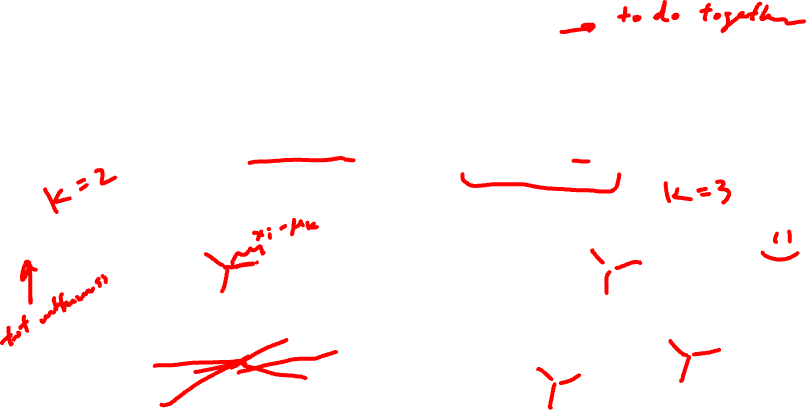 to do together
K=2
K=3
xi-μk